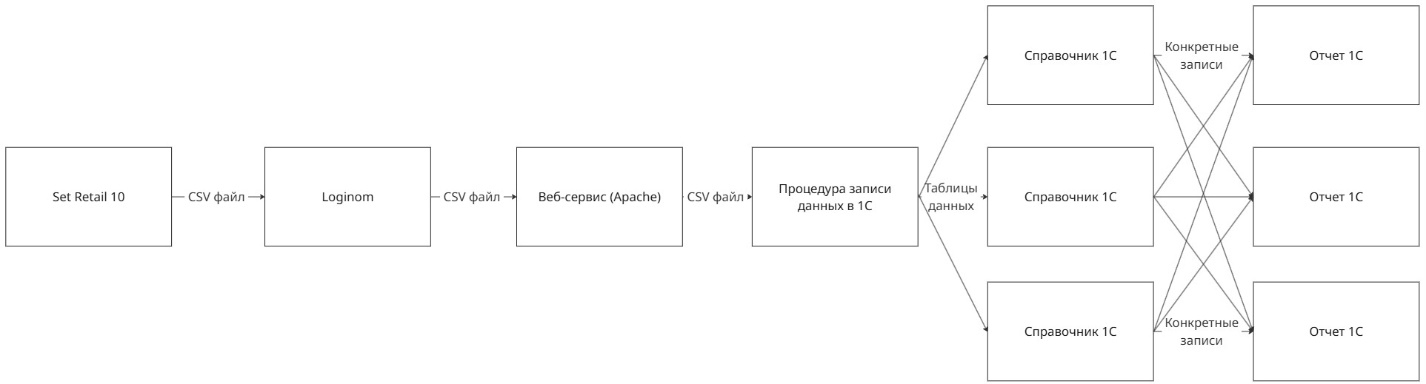 Set Retail 10
CSV файл
Loginom
CSV файл
Веб-сервис (Apache)
CSV файл
Процедура записи
данных в 1С
Таблицы
данных
Справочник 1С
Конкретные
записи
Отчет 1С
Справочник 1С
Отчет 1С
Справочник 1С
Конкретные
записи
Отчет 1С